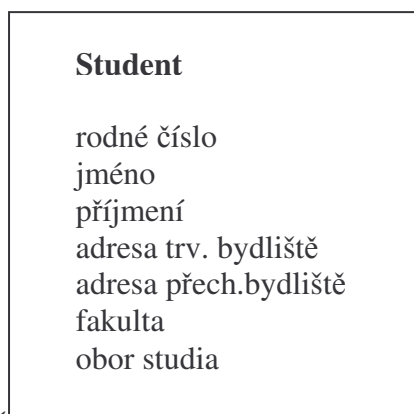 Student
rodné číslo
jméno
příjmení
adresa trv. bydliště
adresa přech.bydliště
fakulta
obor studia